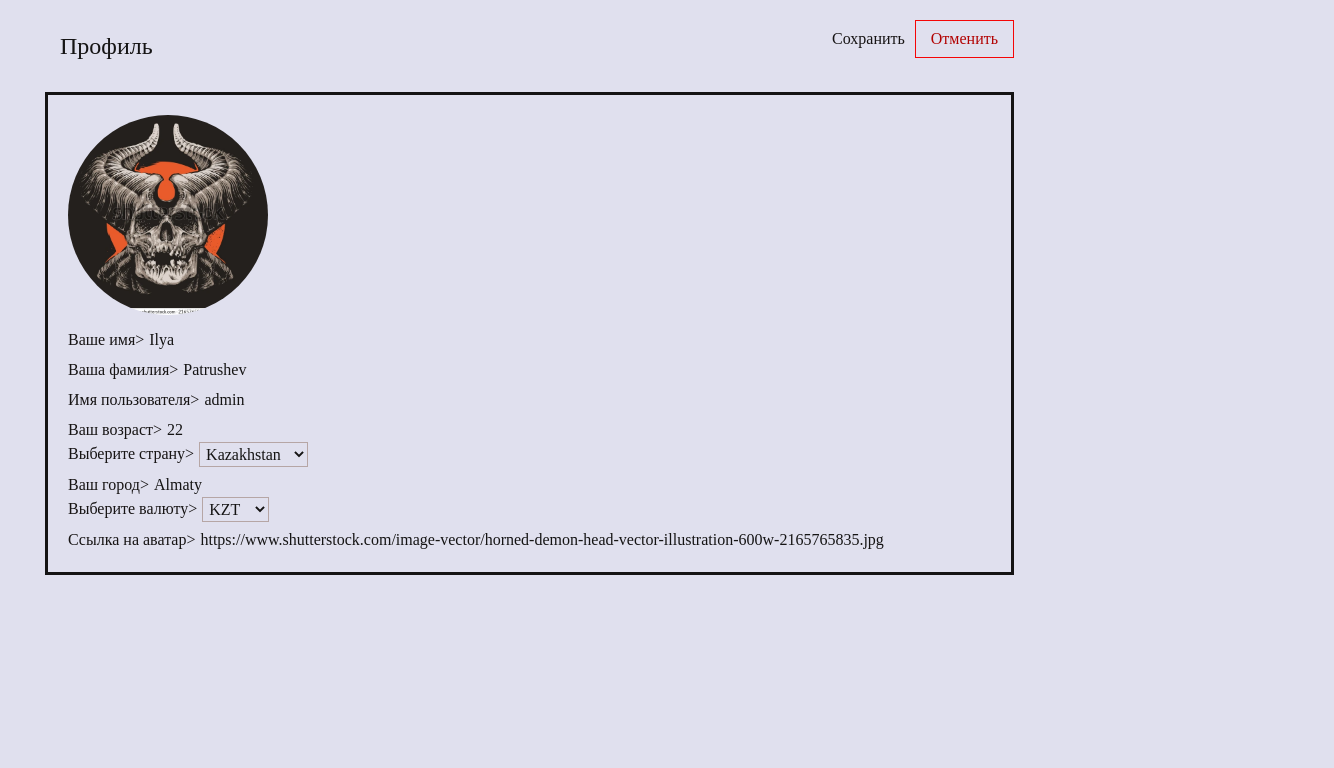 Профиль
Сохранить
Отменить
Ваше имя> Ilya
Ваша фамилия> Patrushev
Имя пользователя> admin
Ваш возраст> 22
Выберите страну> Kazakhstan
Ваш город> Almaty
Выберите валюту> KZT
Ссылка на аватар> https://www.shutterstock.com/image-vector/horned-demon-head-vector-illustration-600w-2165765835.jpg